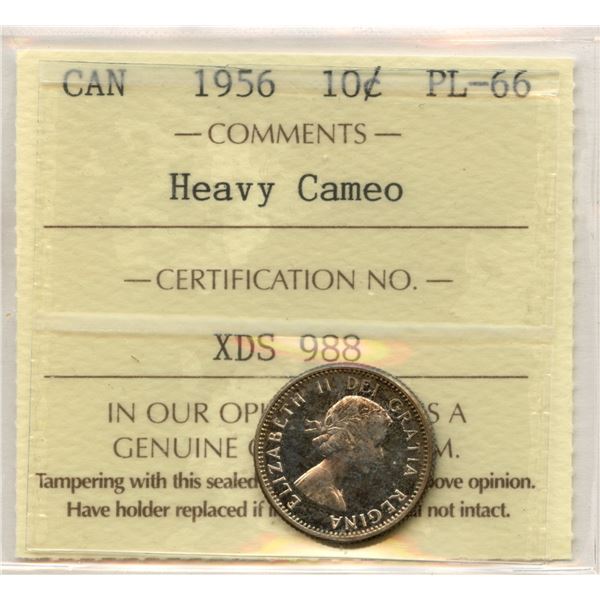 CAN 1956 10¢ PL-66
— COMMENTS —
Heavy Cameo
— CERTIFICATION NO. —
XDS 988
IN OUR OPI S A
GENUINE M.
Tampering with this sealed ove opinion.
Have holder replaced if not intact.
ELIZABETH II DEI GRATIA REGINA